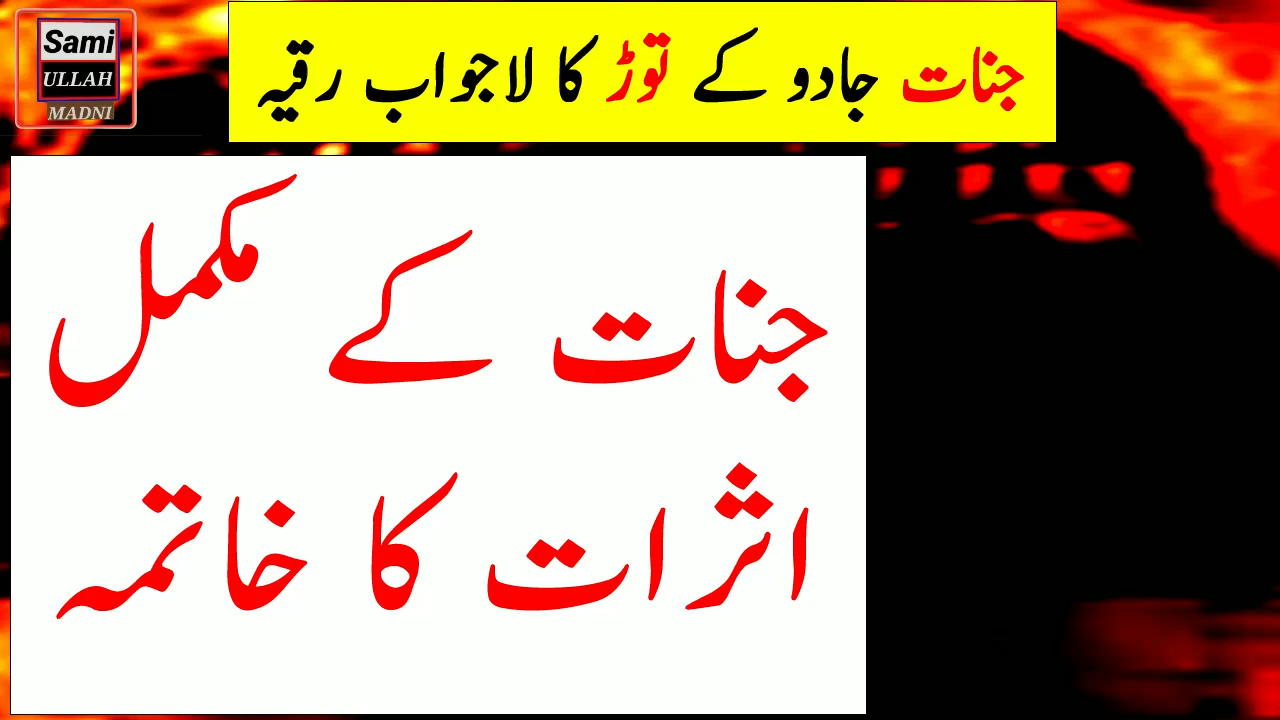 Sami
ULLAH
MADNI
جنات جادو کے توڑ کا لاجواب رقیہ
جنات کے مکمل
اثرات کا خاتمہ